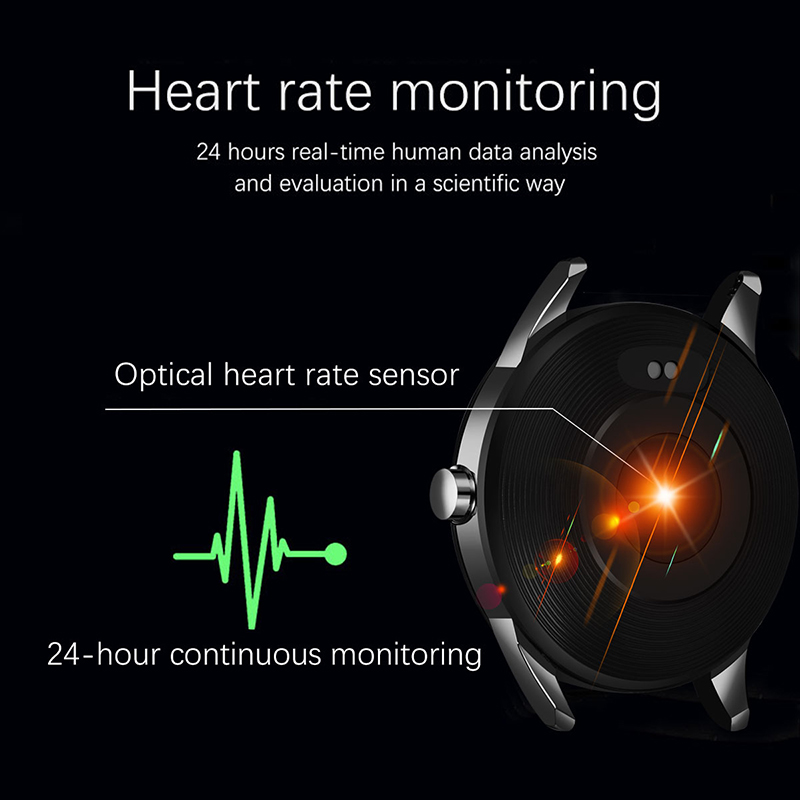 Heart rate monitoring
24 hours real-time human data analysis
and evaluation in a scientific way
Optical heart rate sensor
24-hour continuous monitoring